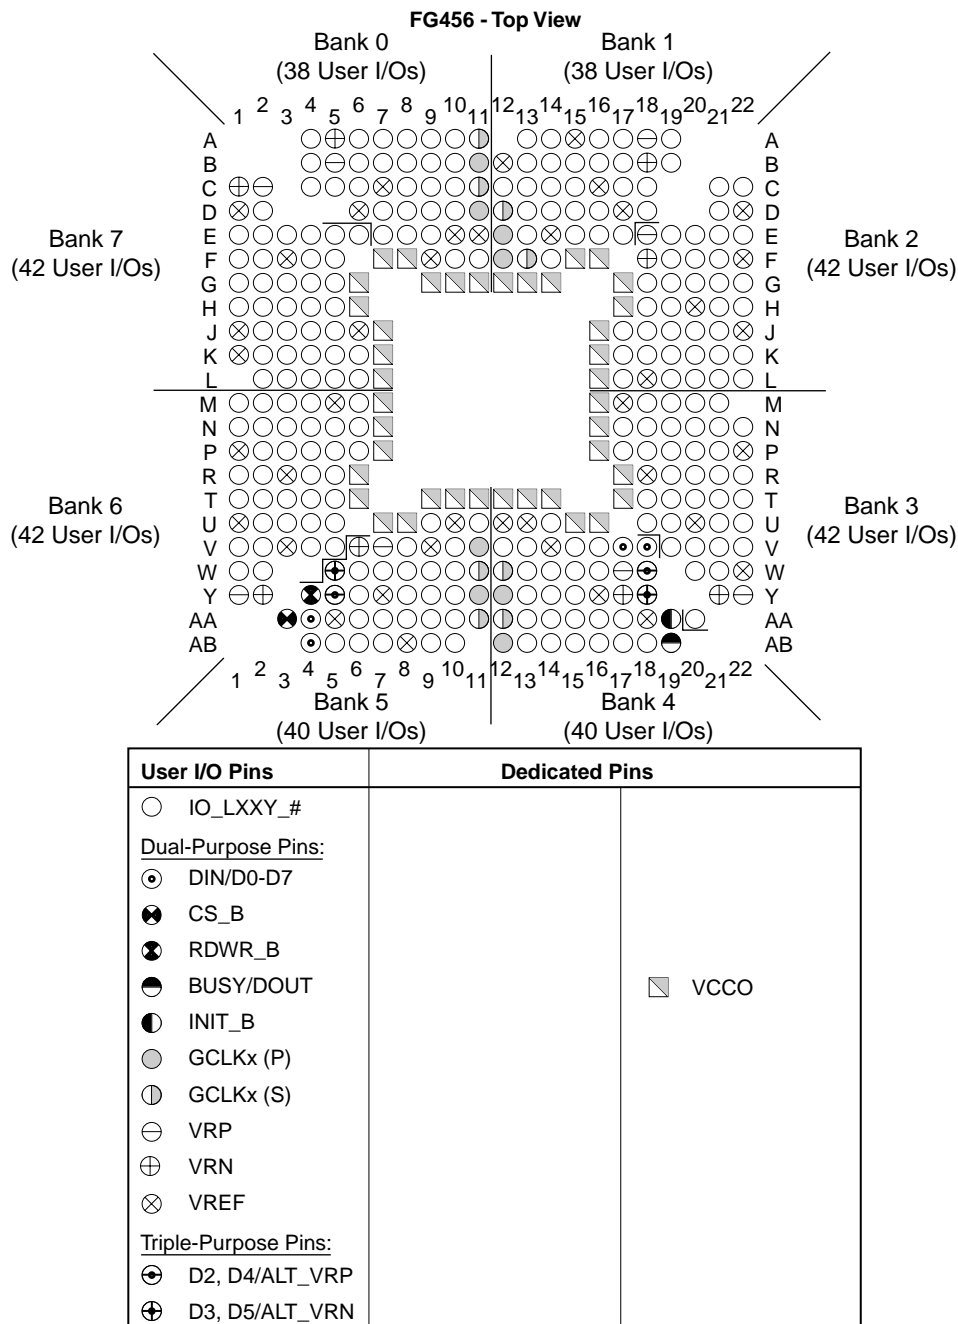 FG456 - Top View
Bank 0
(38 User I/Os)
Bank 1
(38 User I/Os)
1 2 3 4 5 6 7 8 9 10 11 12 13 14 15 16 17 18 19 20 21 22
A A
B B
C C
D D
E E
F F
G G
H H
J J
K K
L L
M M
N N
P P
R R
T T
U U
V V
W W
Y Y
AA AA
AB AB
Bank 7
(42 User I/Os)
Bank 2
(42 User I/Os)
Bank 6
(42 User I/Os)
Bank 3
(42 User I/Os)
1 2 3 4 5 6 7 8 9 10 11 12 13 14 15 16 17 18 19 20 21 22
Bank 5
(40 User I/Os)
Bank 4
(40 User I/Os)
User I/O Pins
Dedicated Pins
IO_LXXY_#
Dual-Purpose Pins:
DIN/D0-D7
CS_B
RDWR_B
BUSY/DOUT
VCCO
INIT_B
GCLKx (P)
GCLKx (S)
VRP
VRN
VREF
Triple-Purpose Pins:
D2, D4/ALT_VRP
D3, D5/ALT_VRN